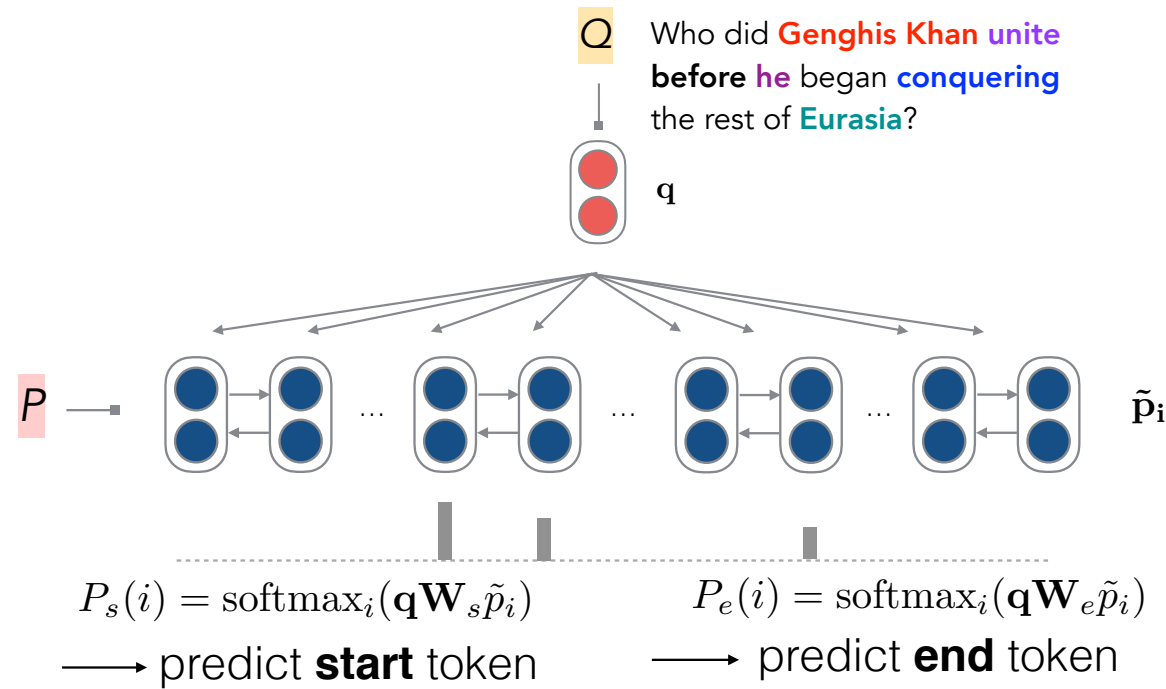 Q
Who did Genghis Khan unite
before he began conquering
the rest of Eurasia?
q
P
... ... ...
p̃ᵢ
Pₛ(i) = softmaxᵢ(qWₛp̃ᵢ)
Pₑ(i) = softmaxᵢ(qWₑp̃ᵢ)
predict start token
predict end token